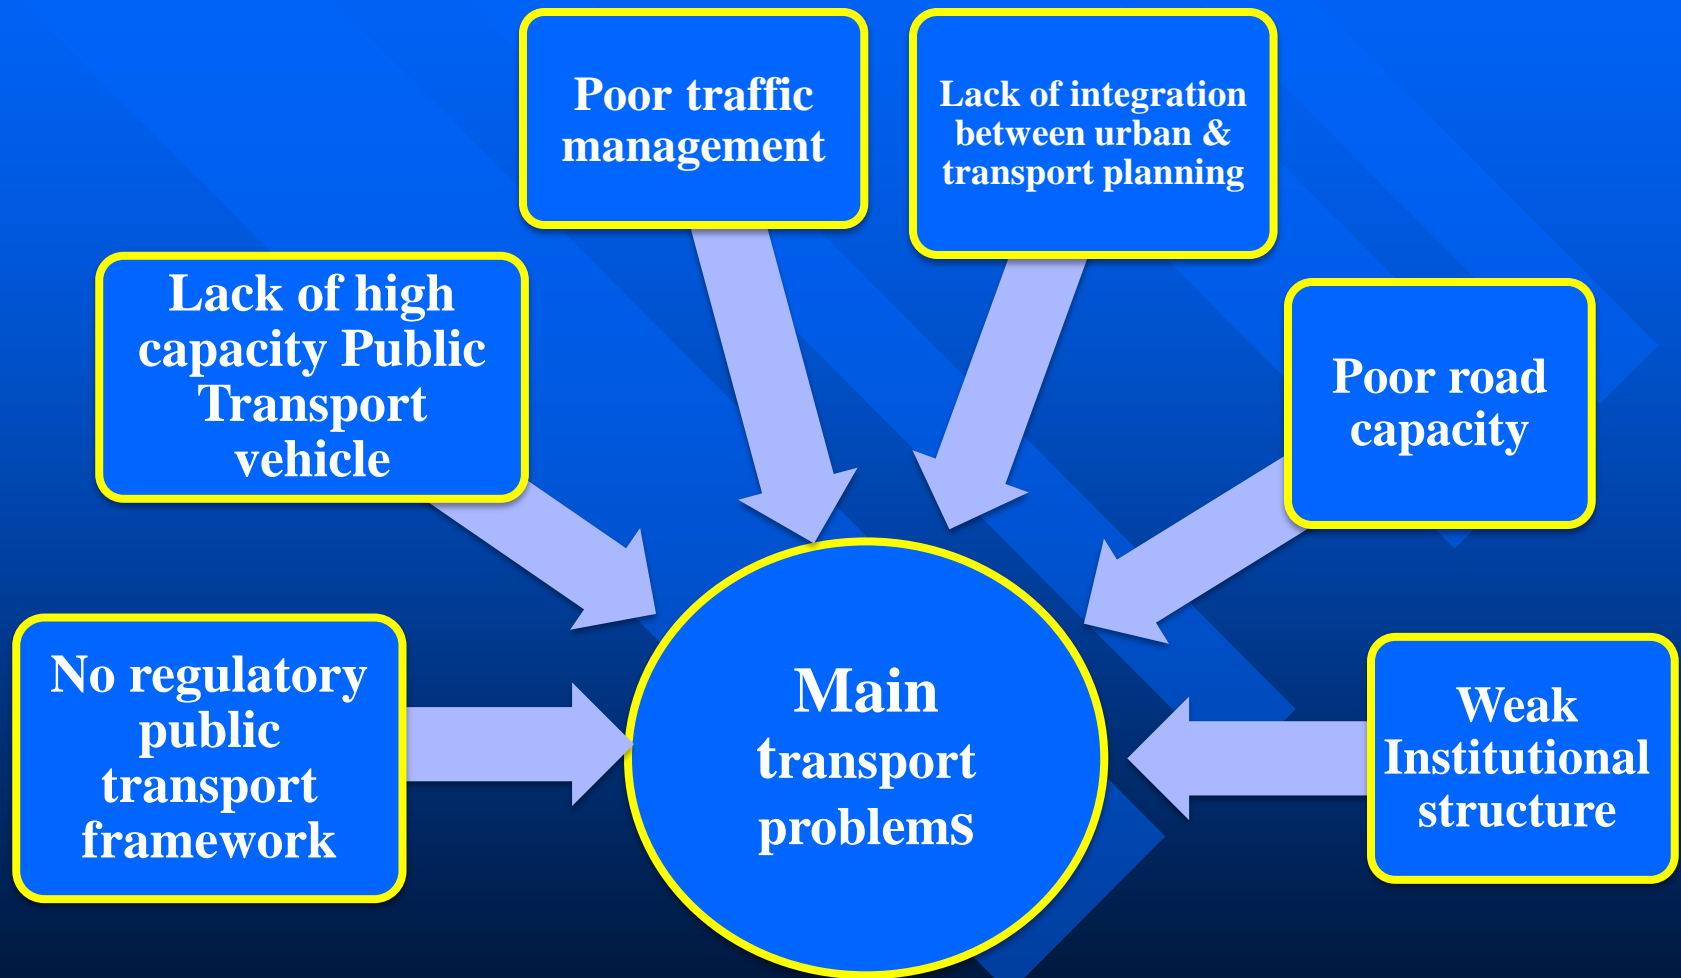 Poor traffic
management
Lack of integration
between urban &
transport planning
Lack of high
capacity Public
Transport
vehicle
Poor road
capacity
No regulatory
public
transport
framework
Main
transport
problems
Weak
Institutional
structure